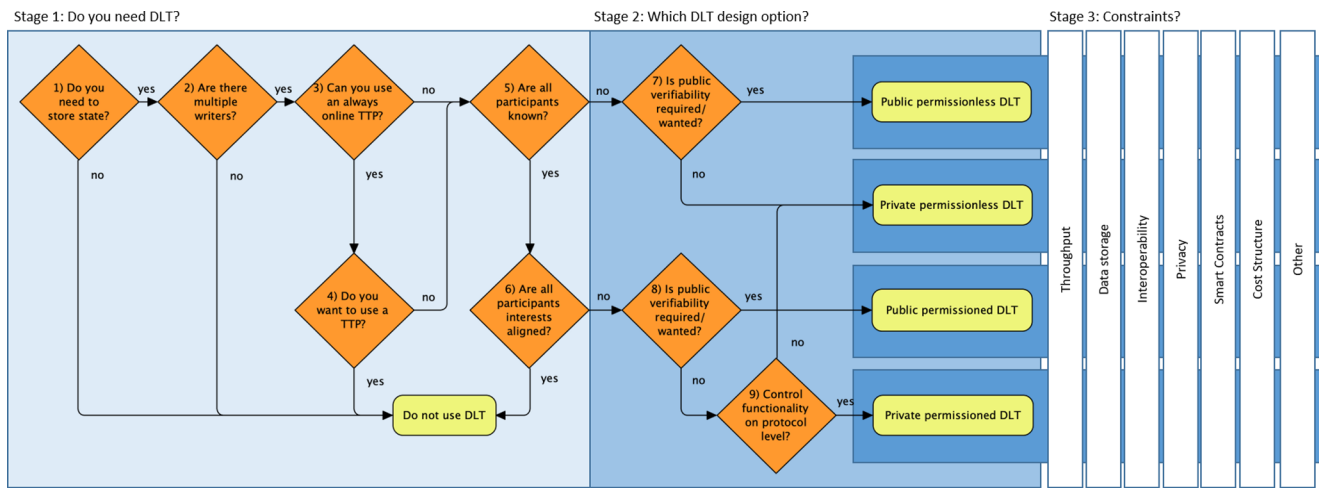 Stage 1: Do you need DLT?
Stage 2: Which DLT design option?
Stage 3: Constraints?
1) Do you
need to
store state?
yes
no
2) Are there
multiple
writers?
yes
no
3) Can you use
an always
online TTP?
no
yes
4) Do you
want to use a
TTP?
no
yes
5) Are all
participants
known?
no
yes
6) Are all
participants
interests
aligned?
no
yes
Do not use DLT
7) Is public
verifiability
required/
wanted?
yes
no
8) Is public
verifiability
required/
wanted?
yes
no
9) Control
functionality
on protocol
level?
no
yes
Public permissionless DLT
Private permissionless DLT
Public permissioned DLT
Private permissioned DLT
Throughput
Data storage
Interoperability
Privacy
Smart Contracts
Cost Structure
Other